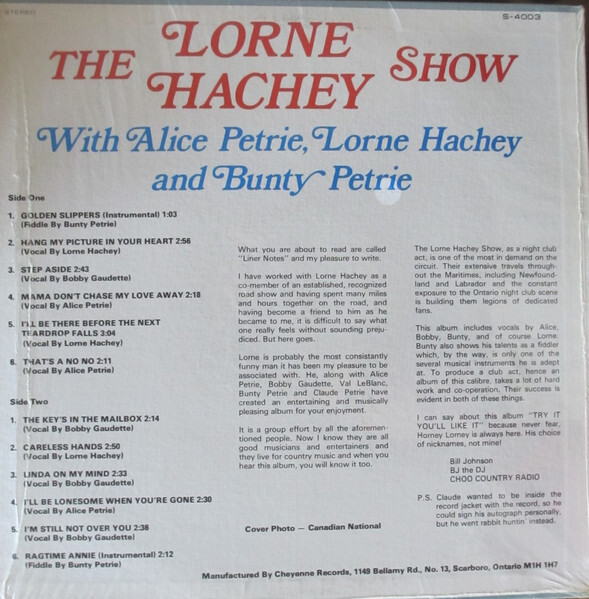 STEREO
S-4003
THE LORNE HACHEY SHOW
With Alice Petrie, Lorne Hachey
and Bunty Petrie
Side One
1. GOLDEN SLIPPERS (Instrumental) 1:03
(Fiddle By Bunty Petrie)
2. HANG MY PICTURE IN YOUR HEART 2:56
(Vocal By Lorne Hachey)
3. STEP ASIDE 2:43
(Vocal By Bobby Gaudette)
4. MAMA DON'T CHASE MY LOVE AWAY 2:18
(Vocal By Alice Petrie)
5. I'LL BE THERE BEFORE THE NEXT
TEARDROP FALLS 3:04
(Vocal By Lorne Hachey)
6. THAT'S A NO NO 2:11
(Vocal By Alice Petrie)
Side Two
1. THE KEY'S IN THE MAILBOX 2:14
(Vocal By Bobby Gaudette)
2. CARELESS HANDS 2:50
(Vocal By Lorne Hachey)
3. LINDA ON MY MIND 2:33
(Vocal By Bobby Gaudette)
4. I'LL BE LONESOME WHEN YOU'RE GONE 2:30
(Vocal By Alice Petrie)
5. I'M STILL NOT OVER YOU 2:38
(Vocal By Bobby Gaudette)
6. RAGTIME ANNIE (Instrumental) 2:12
(Fiddle By Bunty Petrie)
What you are about to read are called
"Liner Notes" and my pleasure to write.
I have worked with Lorne Hachey as a
co-member of an established, recognized
road show and having spent many miles
and hours together on the road, and
having become a friend to him as he
became to me, it is difficult to say what
one really feels without sounding preju-
diced. But here goes.
Lorne is probably the most consistantly
funny man it has been my pleasure to be
associated with. He, along with Alice
Petrie, Bobby Gaudette, Val LeBlanc,
Bunty Petrie and Claude Petrie have
created an entertaining and musically
pleasing album for your enjoyment.
It is a group effort by all the aforemen-
tioned people. Now I know they are all
good musicians and entertainers and
they live for country music and when you
hear this album, you will know it too.
Cover Photo – Canadian National
The Lorne Hachey Show, as a night club
act, is one of the most in demand on the
circuit. Their extensive travels through-
out the Maritimes, including Newfound-
land and Labrador and the constant
exposure to the Ontario night club scene
is building them legions of dedicated
fans.
This album includes vocals by Alice,
Bobby, Bunty, and of course Lorne.
Bunty also shows his talents as a fiddler
which, by the way, is only one of the
several musical instruments he is adept
at. To produce a club act, hence an
album of this calibre, takes a lot of hard
work and co-operation. Their success is
evident in both of these things.
I can say about this album "TRY IT
YOU'LL LIKE IT" because never fear,
Horney Lorney is always here. His choice
of nicknames, not mine!
Bill Johnson
BJ the DJ
CHOO COUNTRY RADIO
P.S. Claude wanted to be inside the
record jacket with the record, so he
could sign his autograph personally,
but he went rabbit huntin' instead.
Manufactured By Cheyenne Records, 1149 Bellamy Rd., No. 13, Scarboro, Ontario M1H 1H7